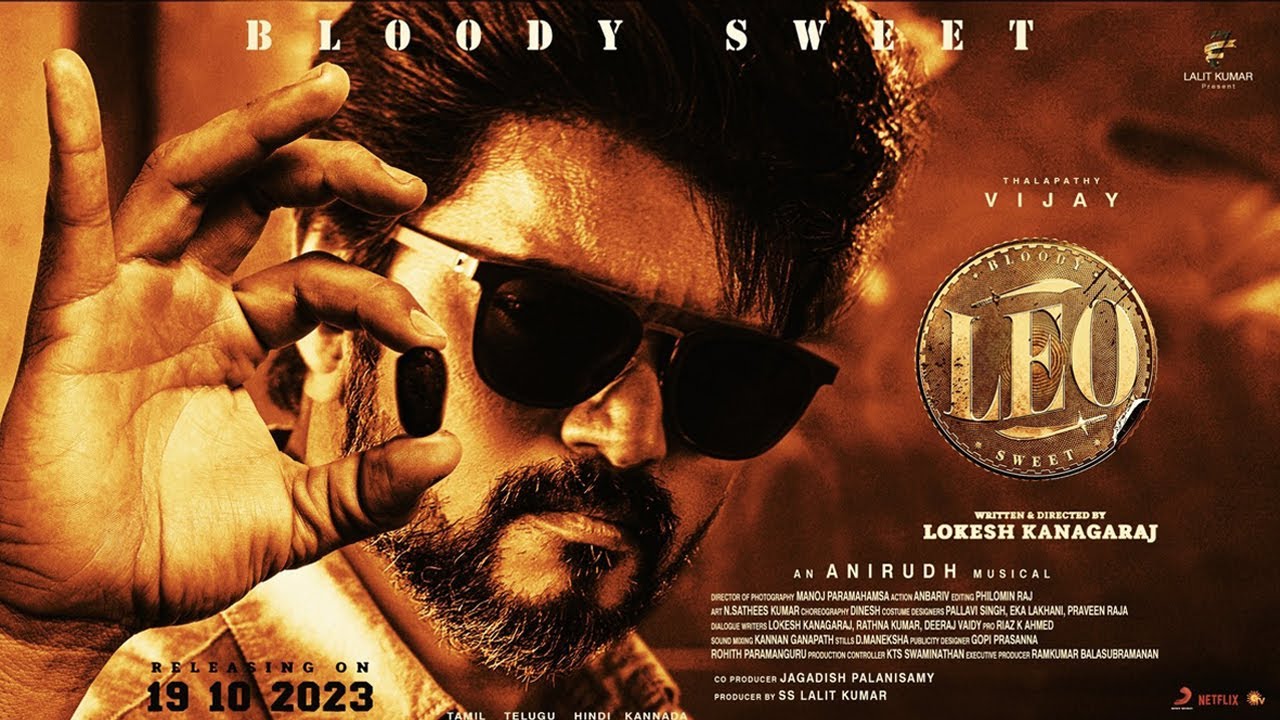 BLOODY SWEET
LALIT KUMAR
Present
THALAPATHY
VIJAY
BLOODY
LEO
SWEET
WRITTEN & DIRECTED BY
LOKESH KANAGARAJ
AN ANIRUDH MUSICAL
DIRECTOR OF PHOTOGRAPHY MANOJ PARAMAHAMSA ACTION ANBARIV EDITING PHILOMIN RAJ
ART N.SATHEES KUMAR CHOREOGRAPHY DINESH COSTUME DESIGNERS PALLAVI SINGH, EKA LAKHANI, PRAVEEN RAJA
DIALOGUE WRITERS LOKESH KANAGARAJ, RATHNA KUMAR, DEERAJ VAIDY PRO RIAZ K AHMED
SOUND MIXING KANNAN GANAPATH STILLS D.MANEKSHA PUBLICITY DESIGNER GOPI PRASANNA
ROHITH PARAMANGURU PRODUCTION CONTROLLER KTS SWAMINATHAN EXECUTIVE PRODUCER RAMKUMAR BALASUBRAMANAN
CO PRODUCER JAGADISH PALANISAMY
PRODUCER BY SS LALIT KUMAR
RELEASING ON
19 10 2023
TAMIL TELUGU HINDI KANNADA
NETFLIX